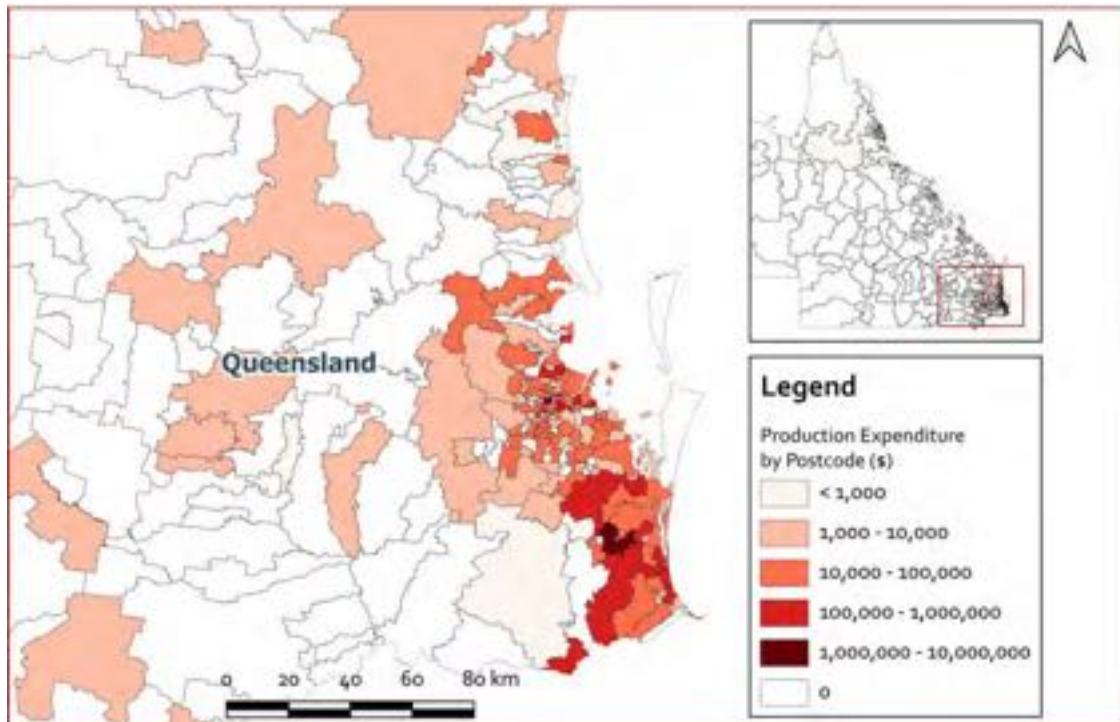 Queensland
0 20 40 60 80 km
Legend
Production Expenditure
by Postcode ($)
< 1,000
1,000 - 10,000
10,000 - 100,000
100,000 - 1,000,000
1,000,000 - 10,000,000
0